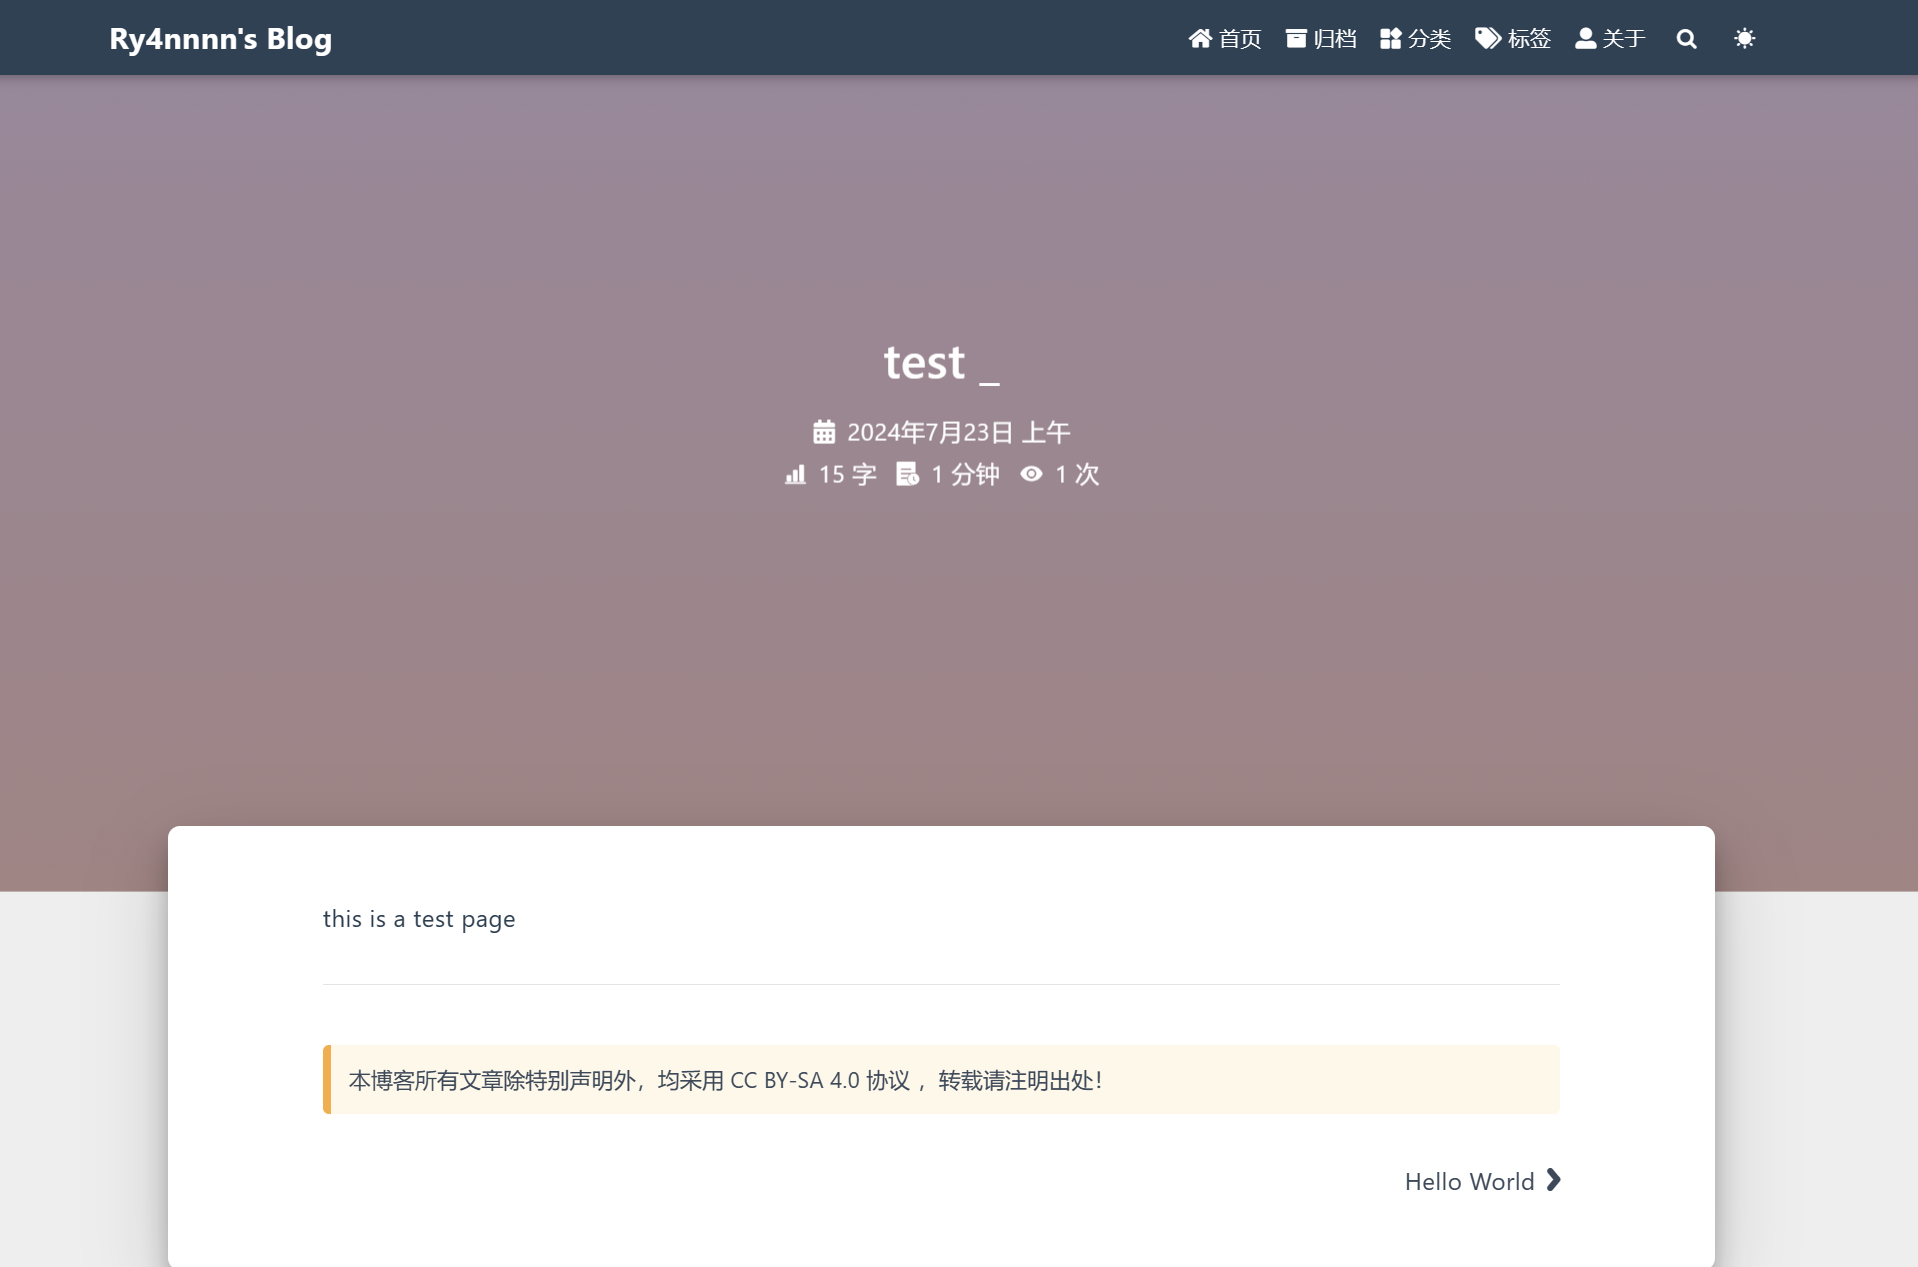 Ry4nnnn's Blog 首页 归档 分类 标签 关于
test _
2024年7月23日 上午
15 字 1 分钟 1 次
this is a test page
本博客所有文章除特别声明外，均采用 CC BY-SA 4.0 协议 ，转载请注明出处！
Hello World